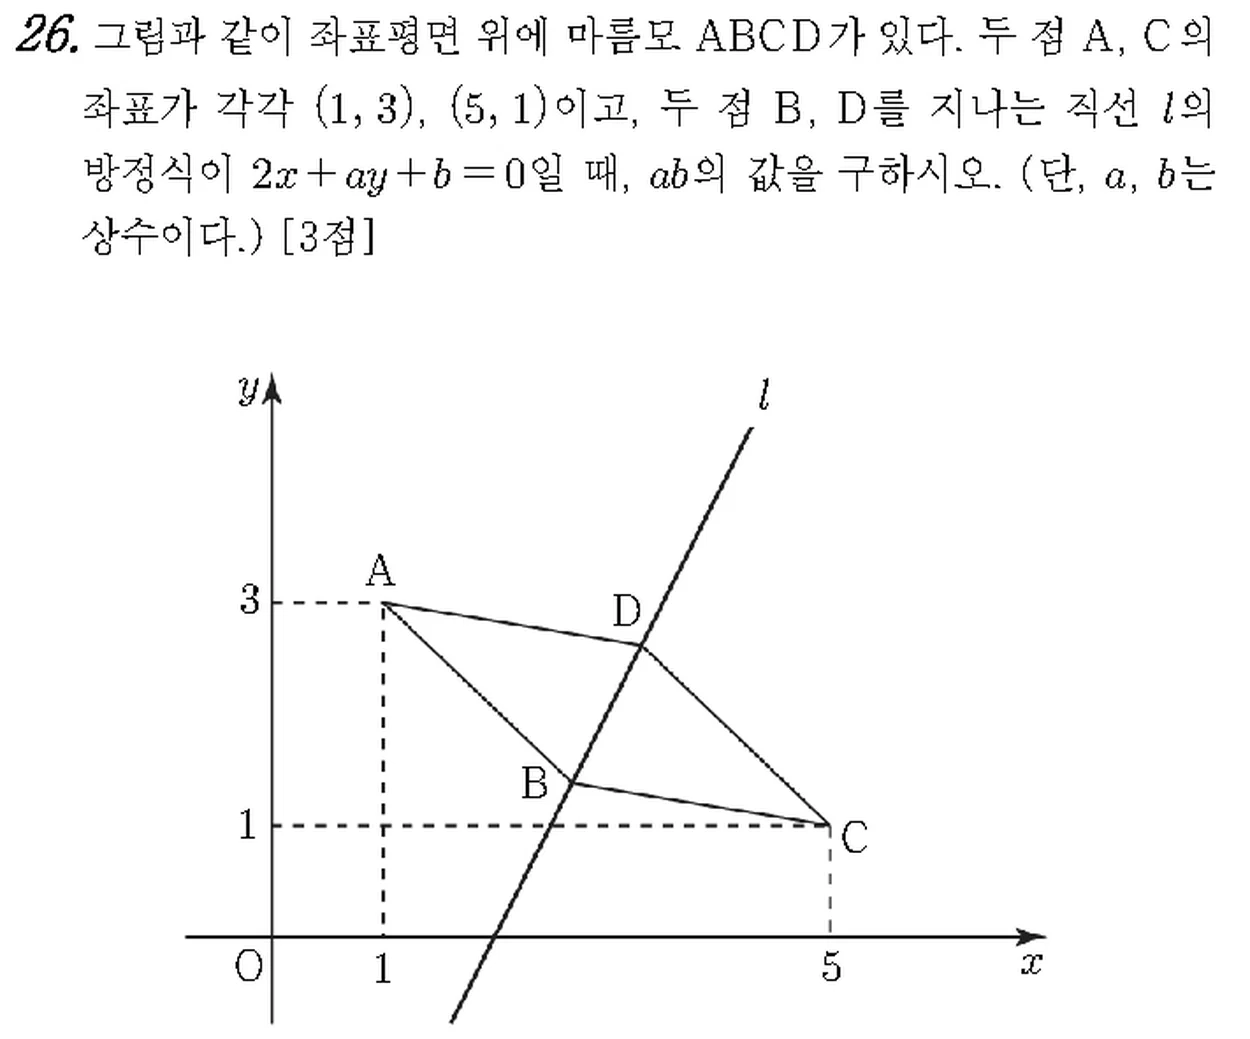 26. 그림과 같이 좌표평면 위에 마름모 ABCD가 있다. 두 점 A, C의
좌표가 각각 (1, 3), (5, 1)이고, 두 점 B, D를 지나는 직선 l의
방정식이 2x+ay+b=0일 때, ab의 값을 구하시오. (단, a, b는
상수이다.) [3점]
y
l
A
3
D
B
1
C
O
1
5
x